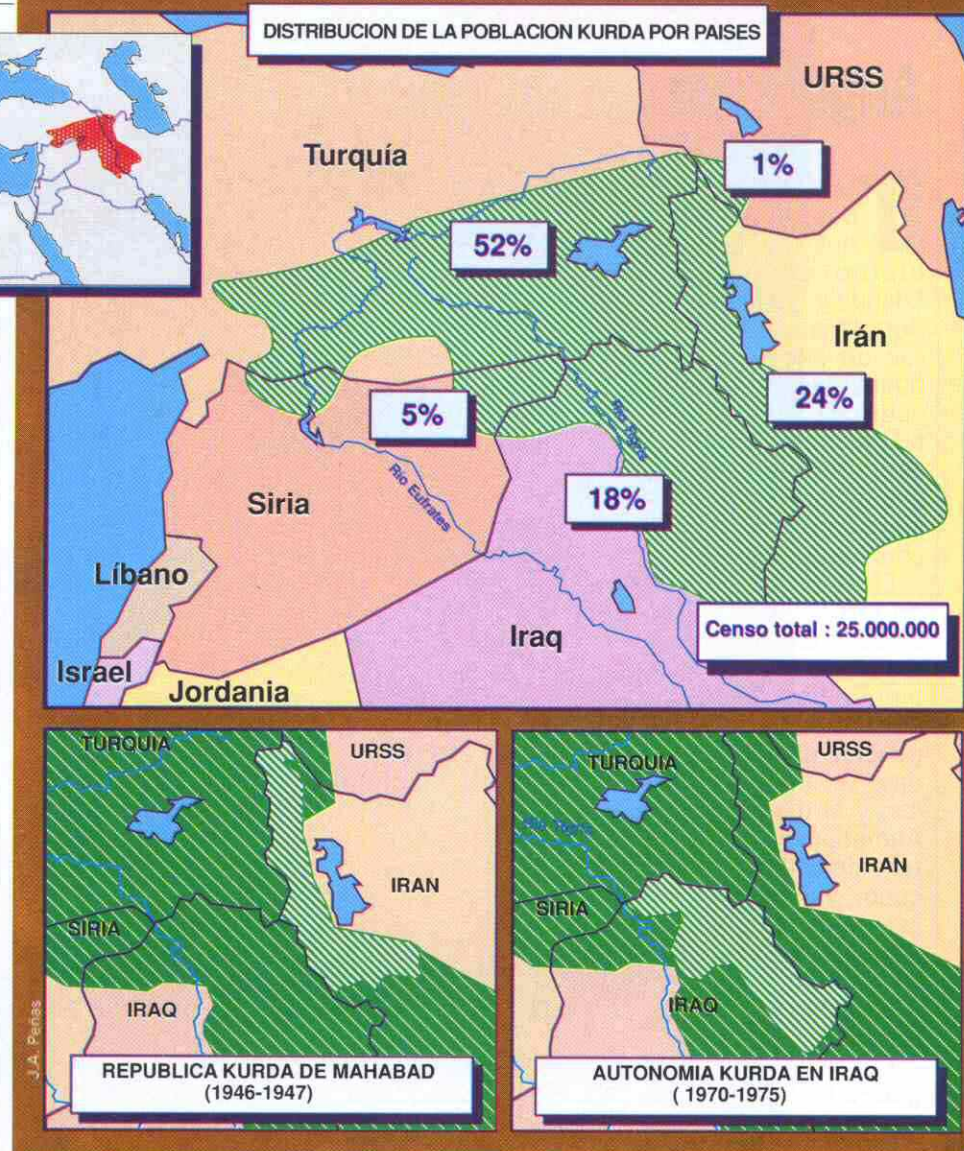 DISTRIBUCION DE LA POBLACION KURDA POR PAISES
URSS
Turquía
1%
52%
Irán
24%
5%
Río Tigris
18%
Siria
Río Eufrates
Líbano
Iraq
Censo total : 25.000.000
Israel
Jordania
TURQUIA
URSS
IRAN
SIRIA
IRAQ
REPUBLICA KURDA DE MAHABAD
(1946-1947)
TURQUIA
URSS
Río Tigris
IRAN
SIRIA
IRAQ
AUTONOMIA KURDA EN IRAQ
( 1970-1975)
J.A. Peñas